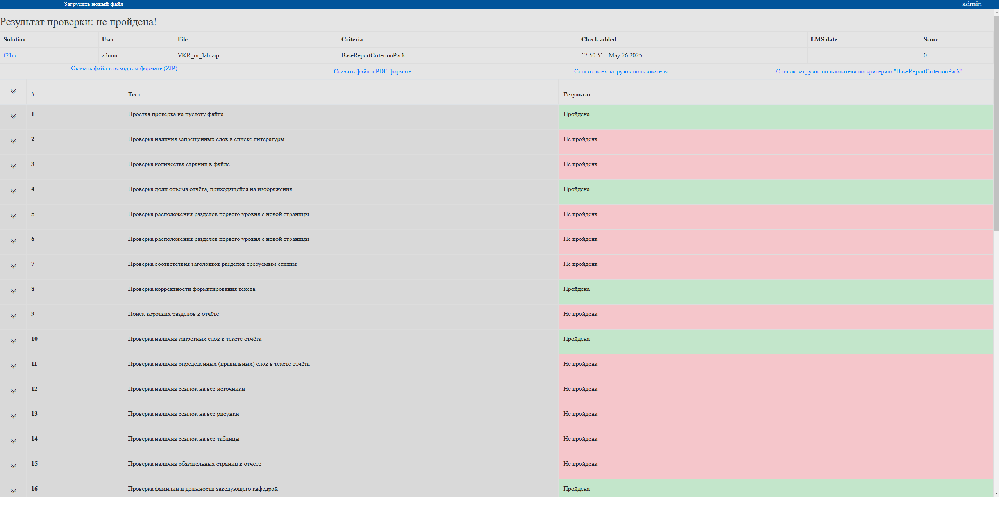 Загрузить новый файл admin
Результат проверки: не пройдена!
Solution User File Criteria Check added LMS date Score
f21cc admin VKR_or_lab.zip BaseReportCriterionPack 17:50:51 - May 26 2025 - 0
Скачать файл в исходном формате (ZIP) Скачать файл в PDF-формате Список всех загрузок пользователя Список загрузок пользователя по критерию "BaseReportCriterionPack"
# Тест Результат
1 Простая проверка на пустоту файла Пройдена
2 Проверка наличия запрещенных слов в списке литературы Не пройдена
3 Проверка количества страниц в файле Не пройдена
4 Проверка доли объема отчёта, приходящейся на изображения Пройдена
5 Проверка расположения разделов первого уровня с новой страницы Не пройдена
6 Проверка расположения разделов первого уровня с новой страницы Не пройдена
7 Проверка соответствия заголовков разделов требуемым стилям Не пройдена
8 Проверка корректности форматирования текста Пройдена
9 Поиск коротких разделов в отчёте Не пройдена
10 Проверка наличия запретных слов в тексте отчёта Пройдена
11 Проверка наличия определенных (правильных) слов в тексте отчёта Не пройдена
12 Проверка наличия ссылок на все источники Не пройдена
13 Проверка наличия ссылок на все рисунки Не пройдена
14 Проверка наличия ссылок на все таблицы Не пройдена
15 Проверка наличия обязательных страниц в отчете Не пройдена
16 Проверка фамилии и должности заведующего кафедрой Пройдена